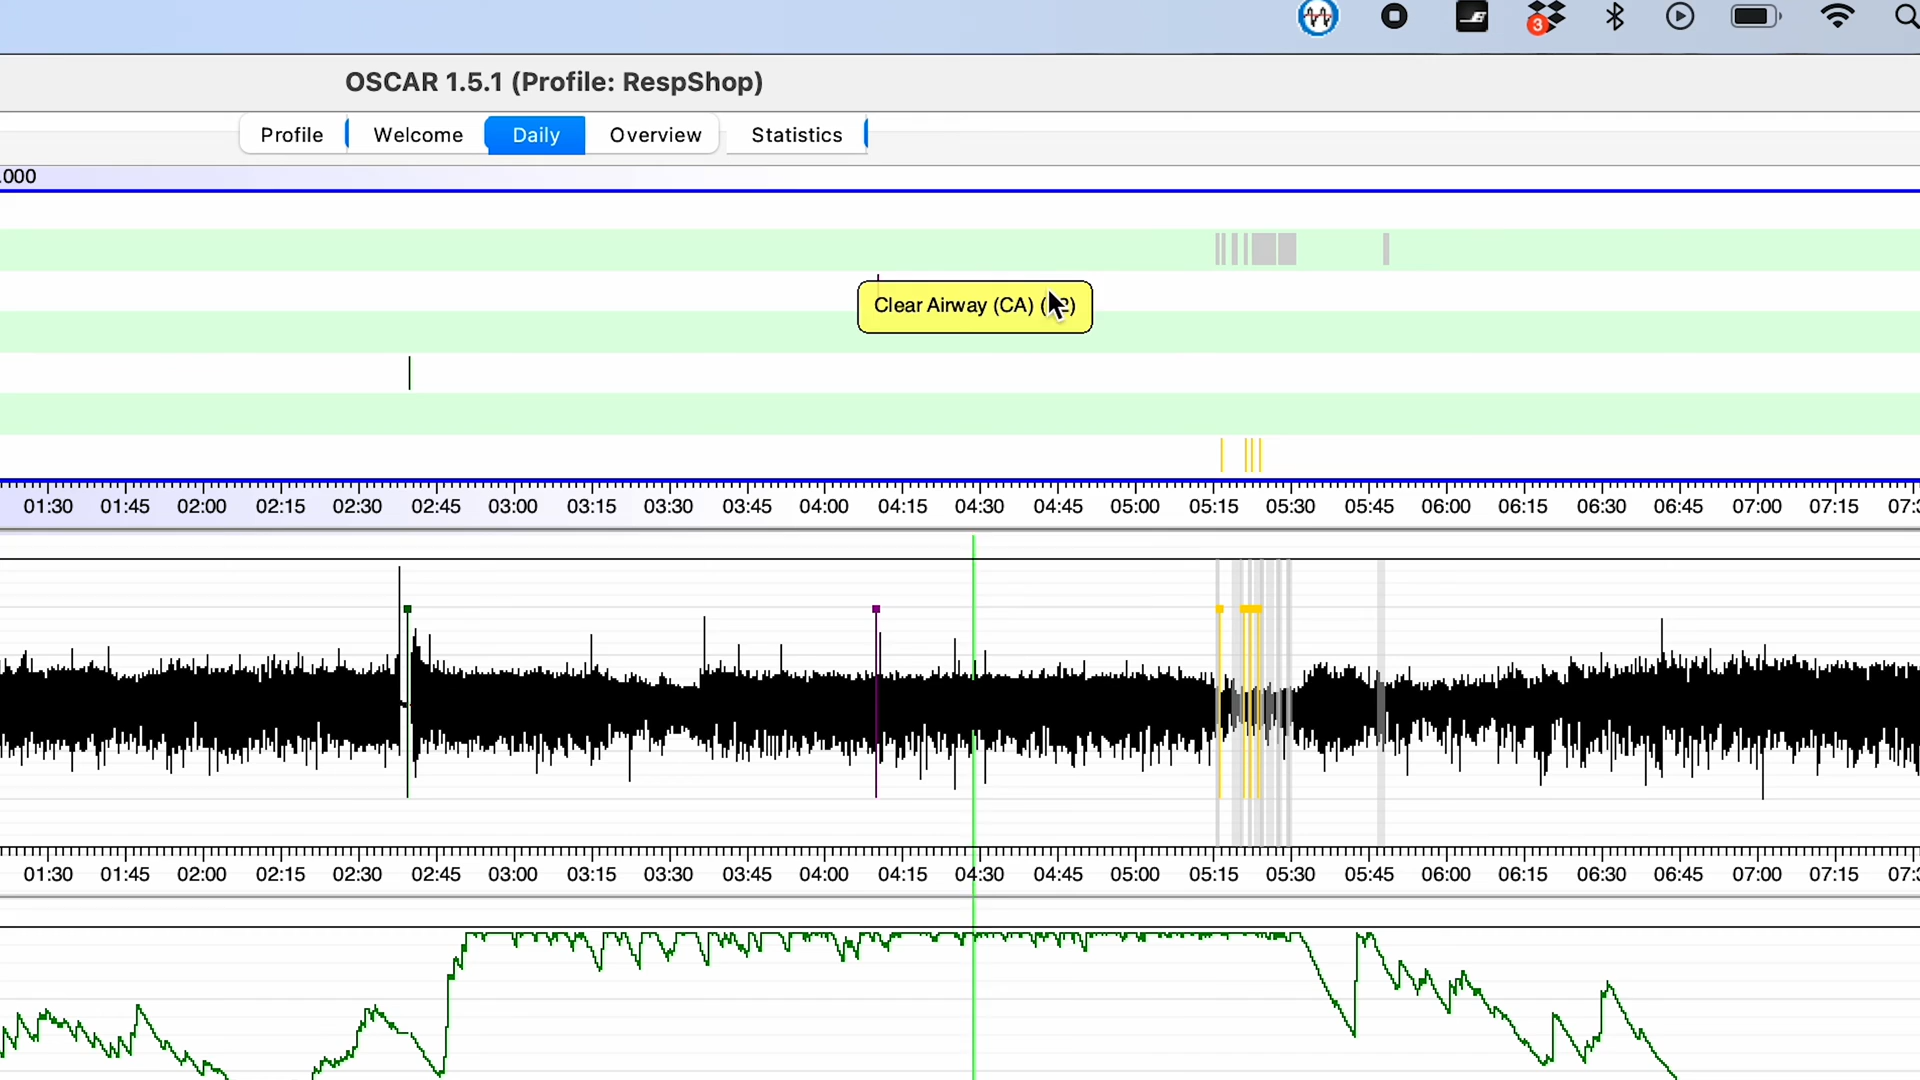 3
OSCAR 1.5.1 (Profile: RespShop)
Profile Welcome Daily Overview Statistics
.000
Clear Airway (CA) ( 2)
01:30 01:45 02:00 02:15 02:30 02:45 03:00 03:15 03:30 03:45 04:00 04:15 04:30 04:45 05:00 05:15 05:30 05:45 06:00 06:15 06:30 06:45 07:00 07:15
01:30 01:45 02:00 02:15 02:30 02:45 03:00 03:15 03:30 03:45 04:00 04:15 04:30 04:45 05:00 05:15 05:30 05:45 06:00 06:15 06:30 06:45 07:00 07:15